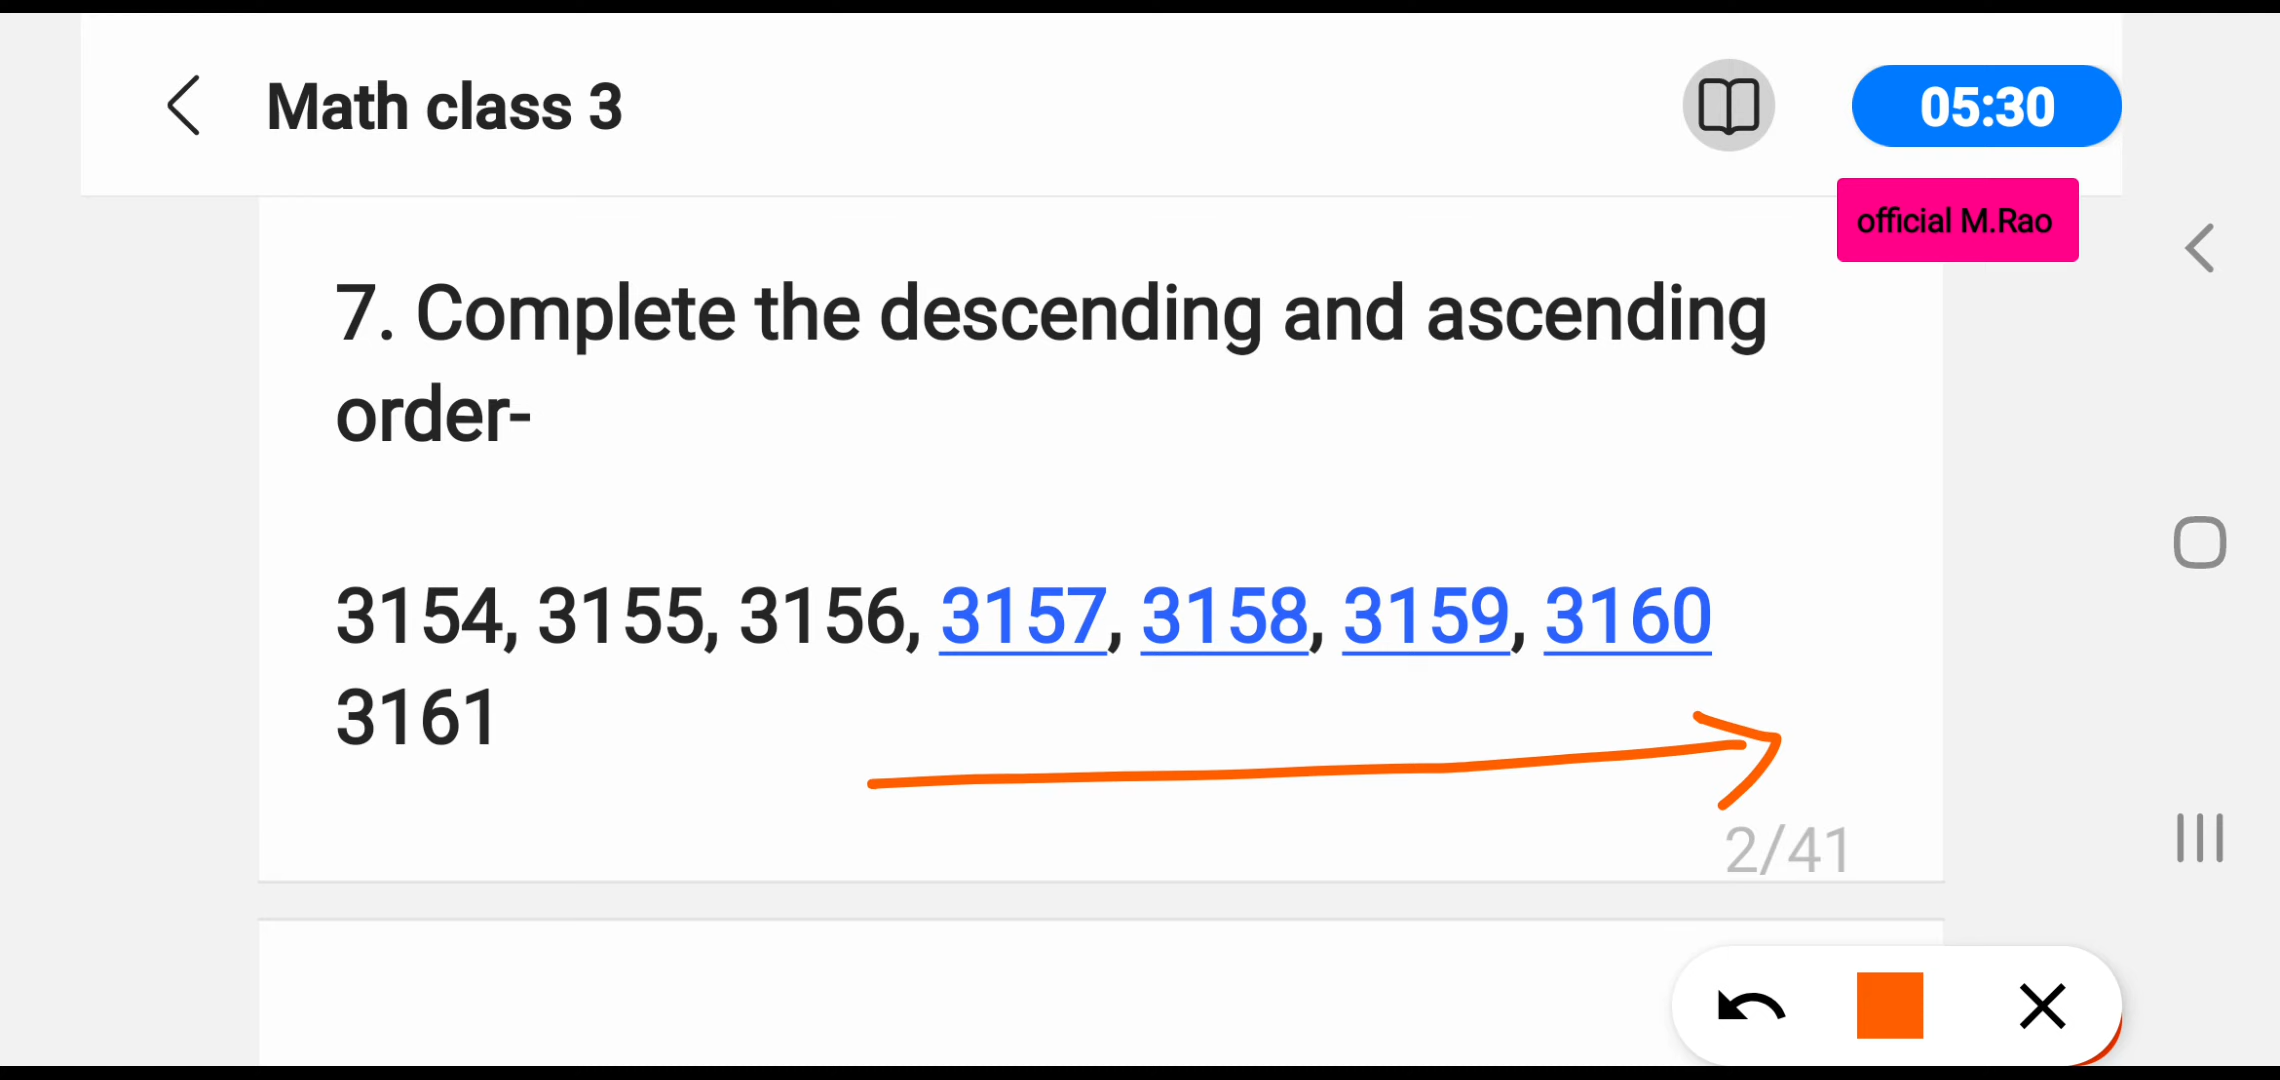 Math class 3
05:30
official M.Rao
7. Complete the descending and ascending
order-
3154, 3155, 3156, 3157, 3158, 3159, 3160
3161
2/41